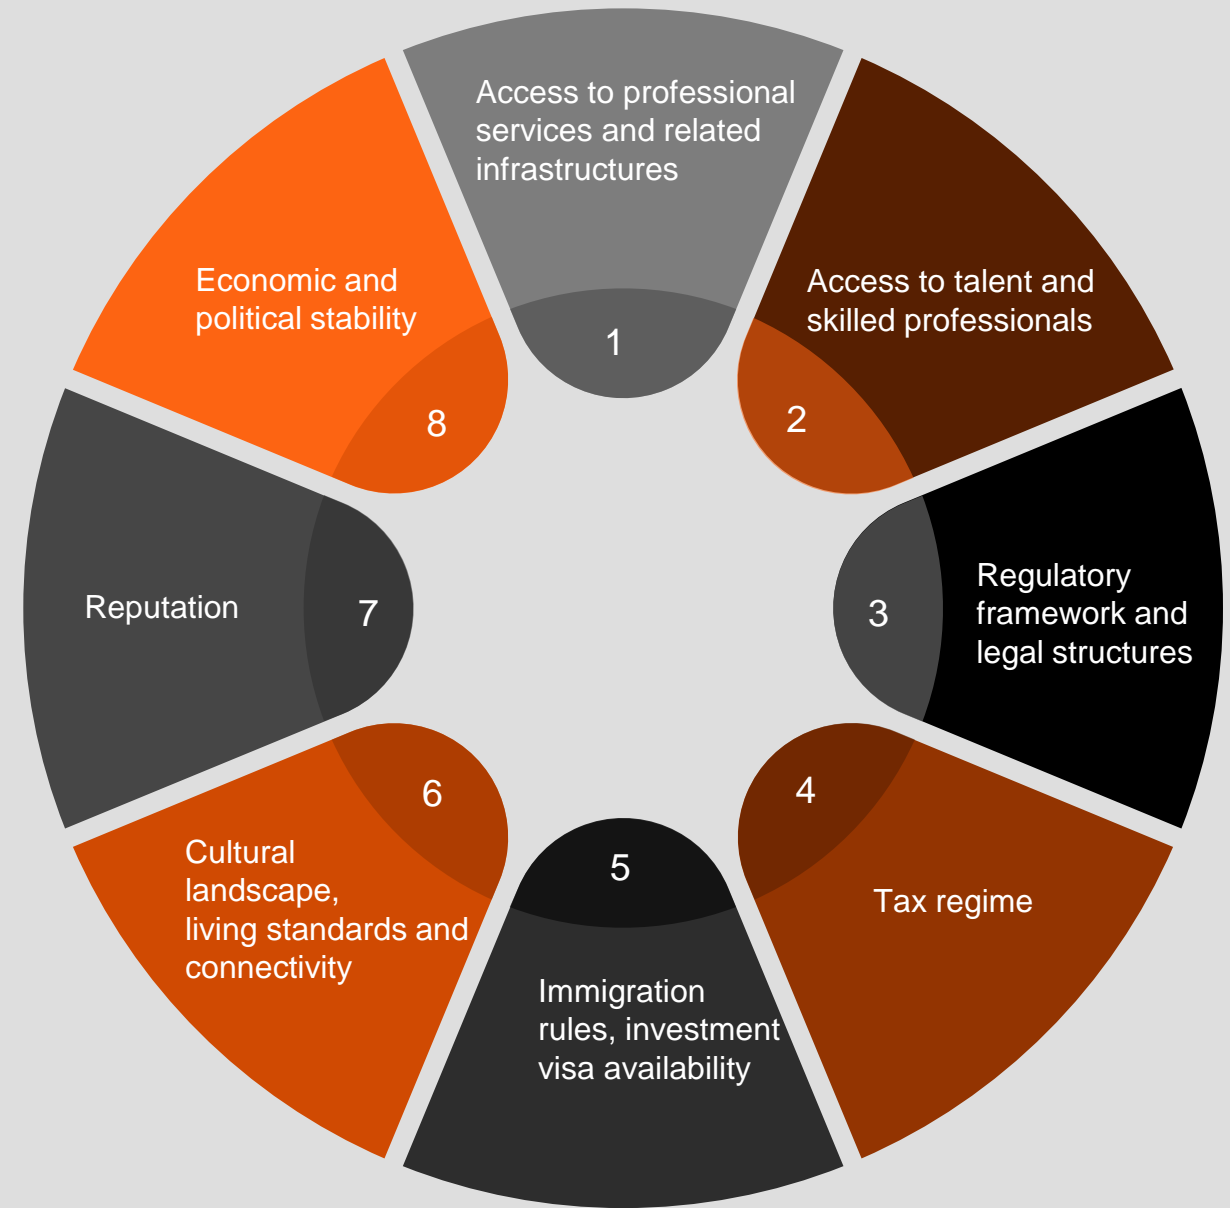 Access to professional
services and related
infrastructures
1
Access to talent and
skilled professionals
2
Regulatory
framework and
legal structures
3
Tax regime
4
Immigration
rules, investment
visa availability
5
Cultural
landscape,
living standards and
connectivity
6
Reputation
7
Economic and
political stability
8